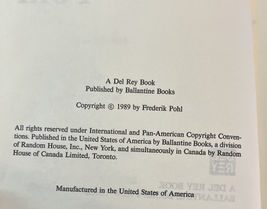 A Del Rey Book
Published by Ballantine Books
Copyright © 1989 by Frederik Pohl
All rights reserved under International and Pan-American Copyright Conven-
tions. Published in the United States of America by Ballantine Books, a division
of Random House, Inc., New York, and simultaneously in Canada by Random
House of Canada Limited, Toronto.
Manufactured in the United States of America
A DEL REY BOOK